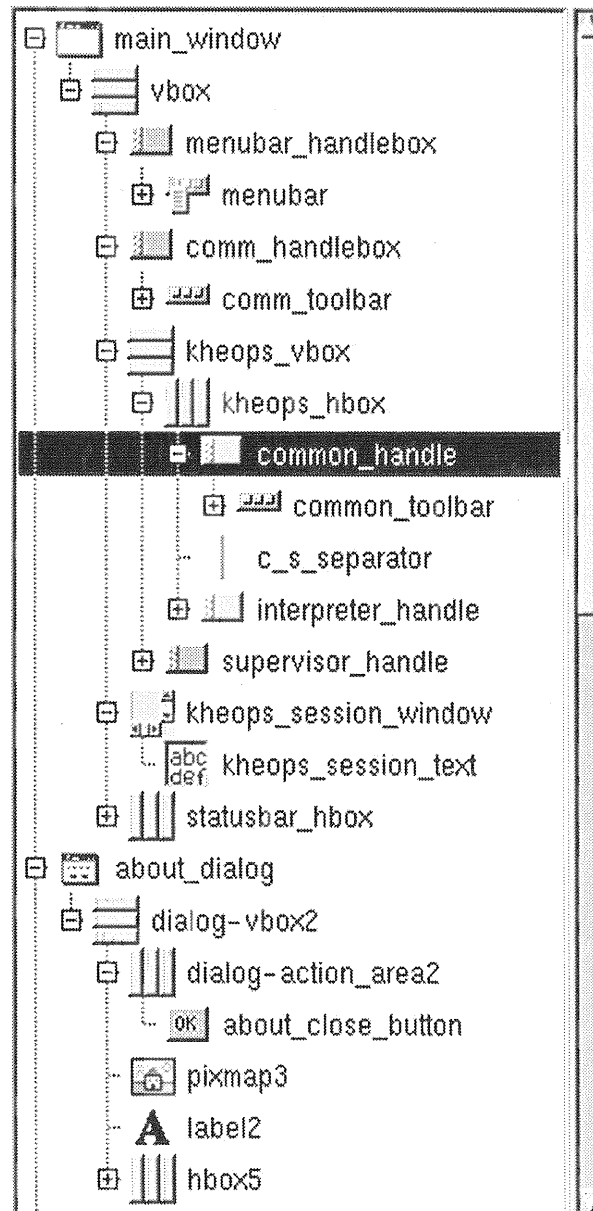 main_window
vbox
menubar_handlebox
menubar
comm_handlebox
comm_toolbar
kheops_vbox
kheops_hbox
common_handle
common_toolbar
c_s_separator
interpreter_handle
supervisor_handle
kheops_session_window
abc
def
kheops_session_text
statusbar_hbox
about_dialog
dialog-vbox2
dialog-action_area2
OK about_close_button
pixmap3
A label2
hbox5